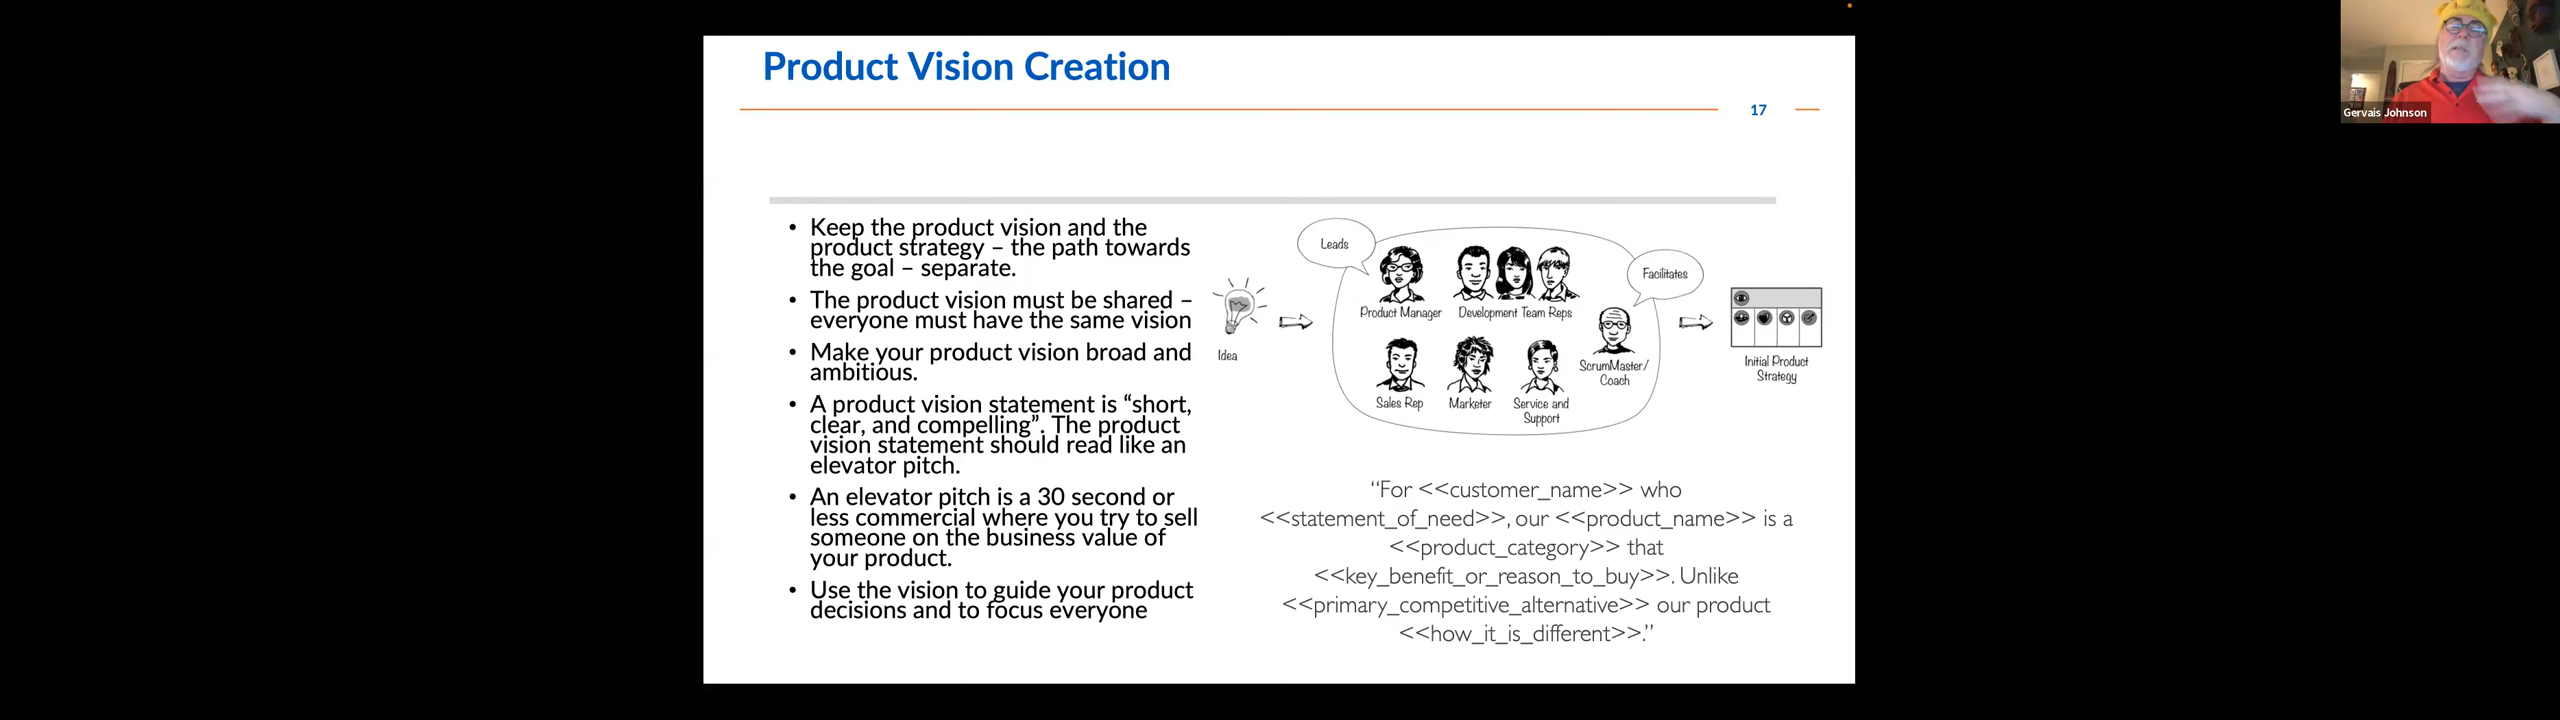 Product Vision Creation
17
• Keep the product vision and the
product strategy – the path towards
the goal – separate.
• The product vision must be shared –
everyone must have the same vision
• Make your product vision broad and
ambitious.
• A product vision statement is “short,
clear, and compelling”. The product
vision statement should read like an
elevator pitch.
• An elevator pitch is a 30 second or
less commercial where you try to sell
someone on the business value of
your product.
• Use the vision to guide your product
decisions and to focus everyone
Idea
Leads
Product Manager
Development Team Reps
Facilitates
ScrumMaster/
Coach
Sales Rep
Marketer
Service and
Support
Initial Product
Strategy
“For <<customer_name>> who
<<statement_of_need>>, our <<product_name>> is a
<<product_category>> that
<<key_benefit_or_reason_to_buy>>. Unlike
<<primary_competitive_alternative>> our product
<<how_it_is_different>>.”
Gervais Johnson